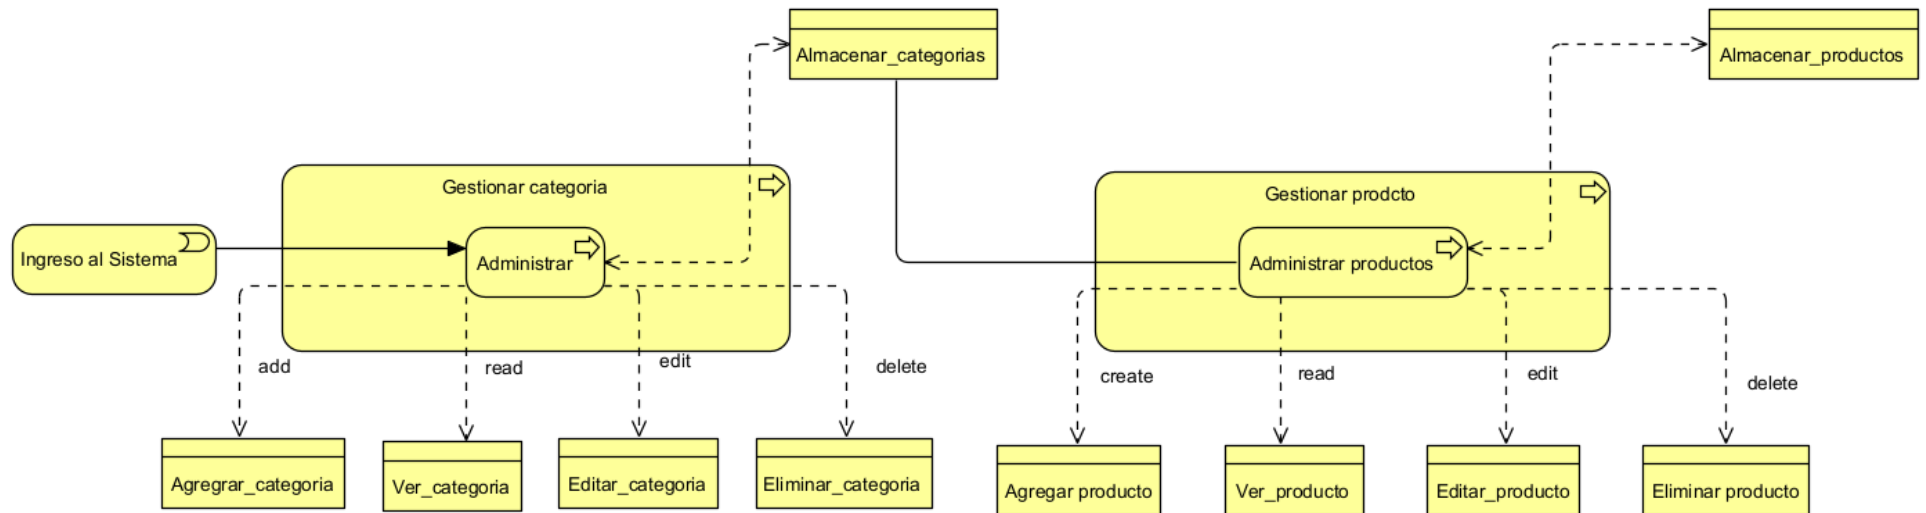 Almacenar_categorias
Almacenar_productos
Gestionar categoria
Gestionar prodcto
Ingreso al Sistema
Administrar
Administrar productos
add
read
edit
delete
create
read
edit
delete
Agregrar_categoria
Ver_categoria
Editar_categoria
Eliminar_categoria
Agregar producto
Ver_producto
Editar_producto
Eliminar producto